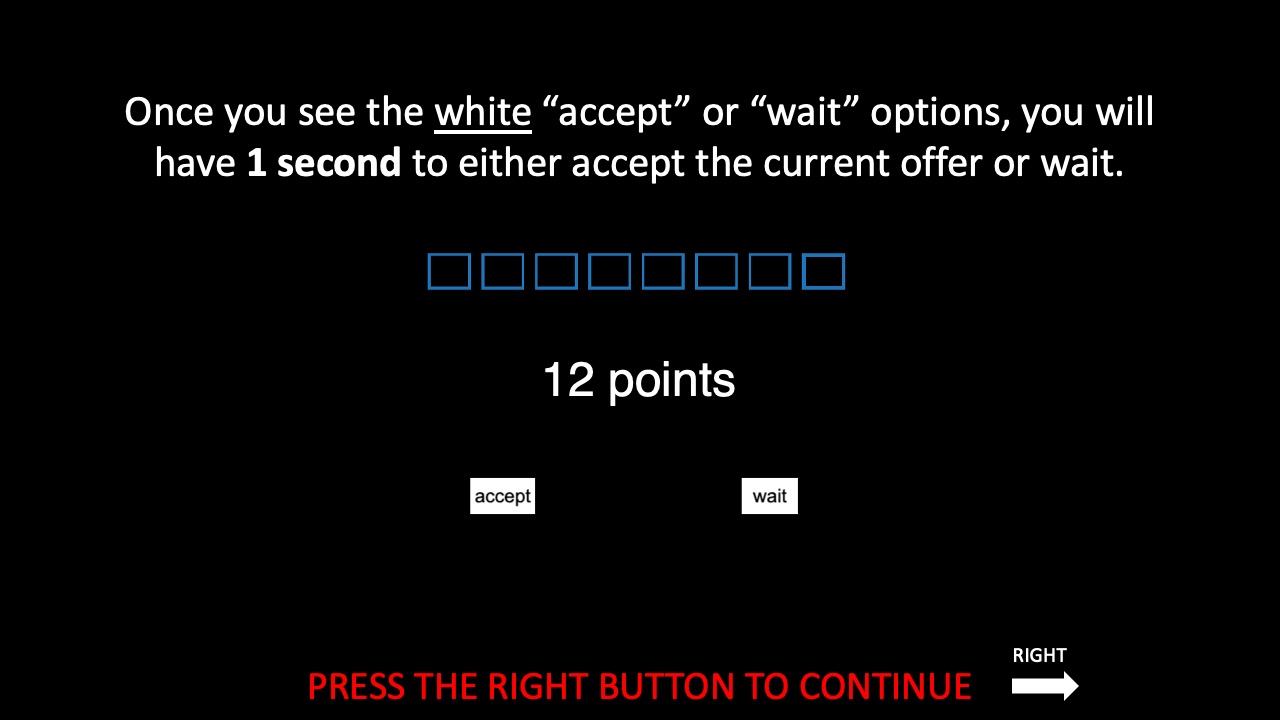 Once you see the white “accept” or “wait” options, you will
have 1 second to either accept the current offer or wait.
12 points
accept wait
RIGHT
PRESS THE RIGHT BUTTON TO CONTINUE